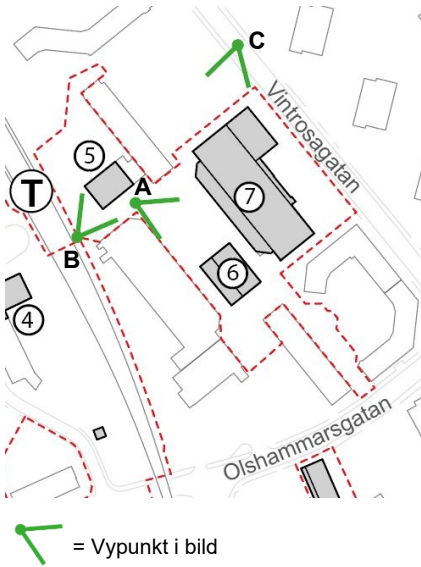 C
Vintrosagatan
5
T
A
7
B
6
4
Olshammarsgatan
= Vypunkt i bild